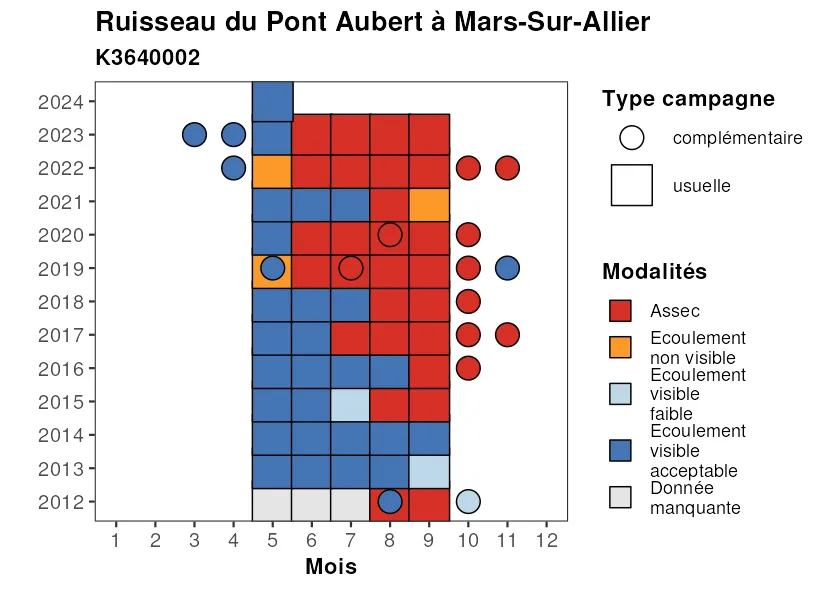 Ruisseau du Pont Aubert à Mars-Sur-Allier
K3640002
2024
2023
2022
2021
2020
2019
2018
2017
2016
2015
2014
2013
2012
1 2 3 4 5 6 7 8 9 10 11 12
Mois
Type campagne
complémentaire
usuelle
Modalités
Assec
Ecoulement
non visible
Ecoulement
visible
faible
Ecoulement
visible
acceptable
Donnée
manquante